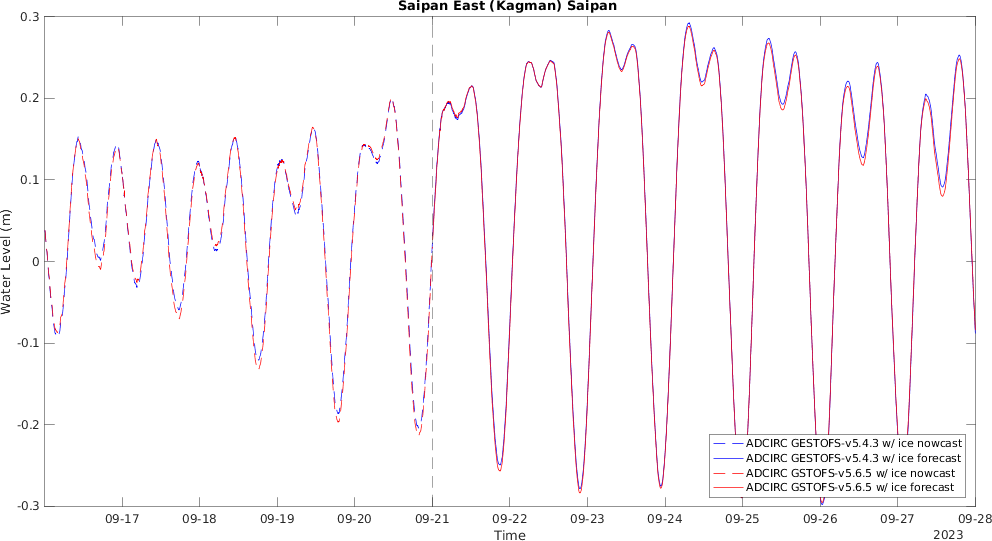 Saipan East (Kagman) Saipan
0.3
0.2
0.1
0
-0.1
-0.2
-0.3
Water Level (m)
ADCIRC GESTOFS-v5.4.3 w/ ice nowcast
ADCIRC GESTOFS-v5.4.3 w/ ice forecast
ADCIRC GSTOFS-v5.6.5 w/ ice nowcast
ADCIRC GSTOFS-v5.6.5 w/ ice forecast
09-17 09-18 09-19 09-20 09-21 09-22 09-23 09-24 09-25 09-26 09-27 09-28
Time
2023